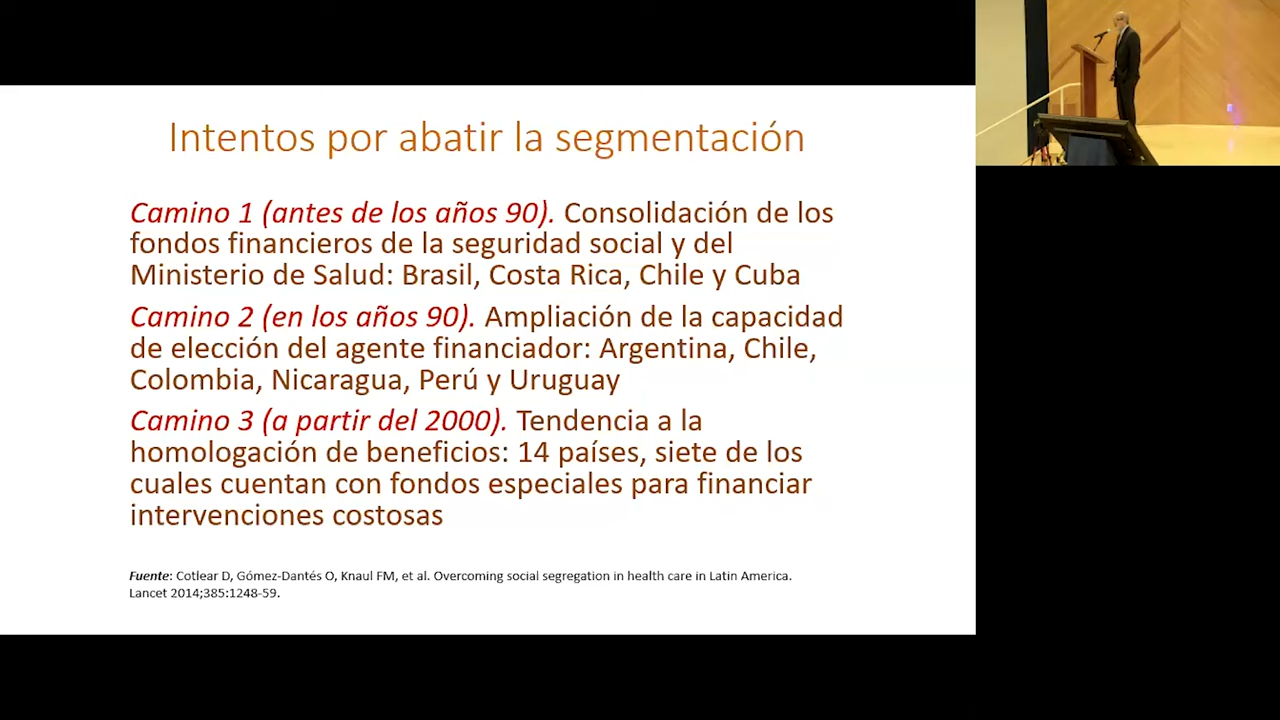 Intentos por abatir la segmentación
Camino 1 (antes de los años 90). Consolidación de los
fondos financieros de la seguridad social y del
Ministerio de Salud: Brasil, Costa Rica, Chile y Cuba
Camino 2 (en los años 90). Ampliación de la capacidad
de elección del agente financiador: Argentina, Chile,
Colombia, Nicaragua, Perú y Uruguay
Camino 3 (a partir del 2000). Tendencia a la
homologación de beneficios: 14 países, siete de los
cuales cuentan con fondos especiales para financiar
intervenciones costosas
Fuente: Cotlear D, Gómez-Dantés O, Knaul FM, et al. Overcoming social segregation in health care in Latin America.
Lancet 2014;385:1248-59.